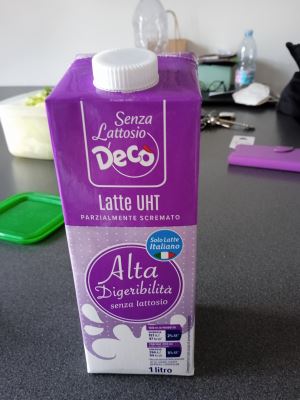 Senza
Lattosio
Decò
Latte UHT
PARZIALMENTE SCREMATO
Solo Latte
Italiano
Alta
Digeribilità
senza lattosio
1 litro